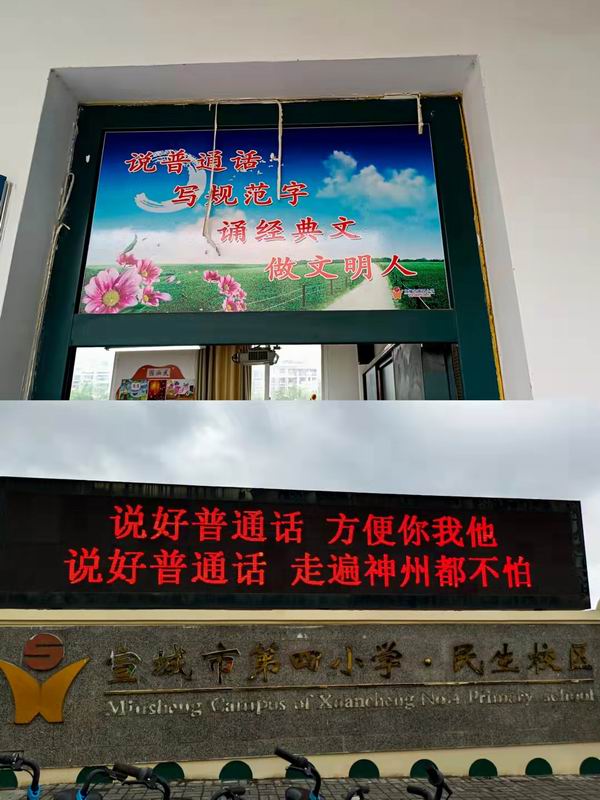 说普通话
写规范字
诵经典文
做文明人
说好普通话 方便你我他
说好普通话 走遍神州都不怕
宣城市第四小学·民生校区
Minsheng Campus of Xuancheng No.4 Primary school